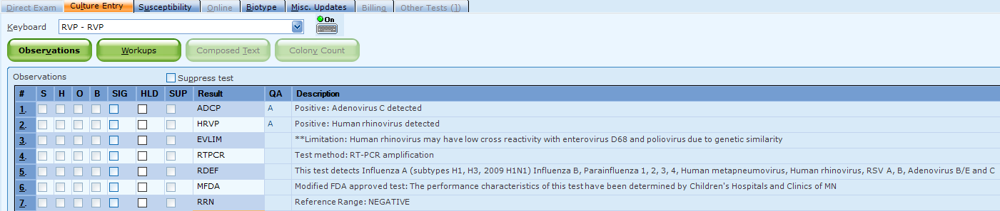 Direct Exam Culture Entry Susceptibility Online Biotype Misc. Updates Billing Other Tests (])
Keyboard RVP - RVP On
Observations Workups Composed Text Colony Count
Observations Suppress test
# S H O B SIG HLD SUP Result QA Description
1. ADCP A Positive: Adenovirus C detected
2. HRVP A Positive: Human rhinovirus detected
3. EVLIM **Limitation: Human rhinovirus may have low cross reactivity with enterovirus D68 and poliovirus due to genetic similarity
4. RTPCR Test method: RT-PCR amplification
5. RDEF This test detects Influenza A (subtypes H1, H3, 2009 H1N1) Influenza B, Parainfluenza 1, 2, 3, 4, Human metapneumovirus, Human rhinovirus, RSV A, B, Adenovirus B/E and C
6. MFDA Modified FDA approved test: The performance characteristics of this test have been determined by Children's Hospitals and Clinics of MN
7. RRN Reference Range: NEGATIVE